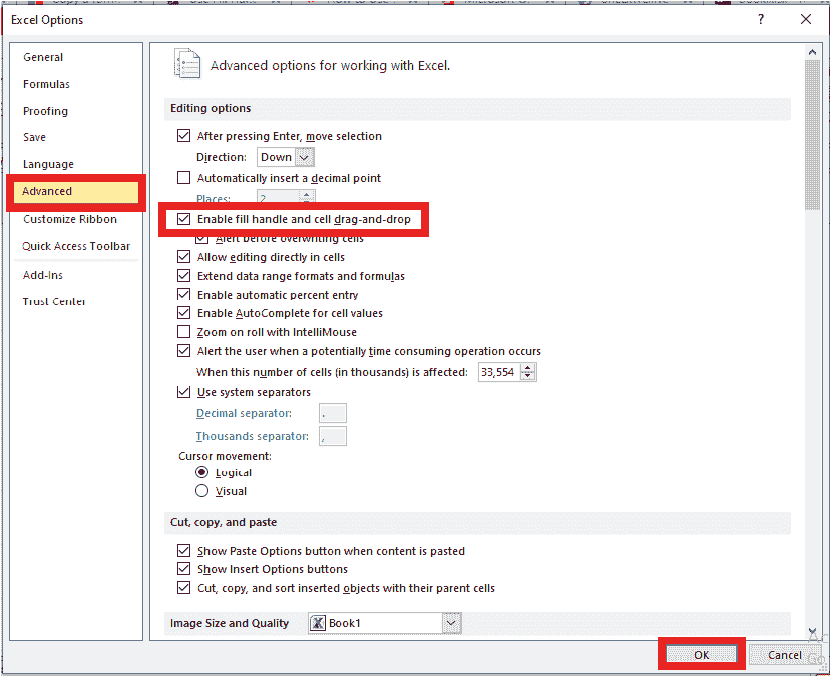 Excel Options
?
General
Formulas
Proofing
Save
Language
Advanced
Customize Ribbon
Quick Access Toolbar
Add-Ins
Trust Center
Advanced options for working with Excel.
Editing options
After pressing Enter, move selection
Direction: Down
Automatically insert a decimal point
Places: 2
Enable fill handle and cell drag-and-drop
Alert before overwriting cells
Allow editing directly in cells
Extend data range formats and formulas
Enable automatic percent entry
Enable AutoComplete for cell values
Zoom on roll with IntelliMouse
Alert the user when a potentially time consuming operation occurs
When this number of cells (in thousands) is affected: 33,554
Use system separators
Decimal separator: .
Thousands separator: ,
Cursor movement:
Logical
Visual
Cut, copy, and paste
Show Paste Options button when content is pasted
Show Insert Options buttons
Cut, copy, and sort inserted objects with their parent cells
Image Size and Quality Book1
OK Cancel